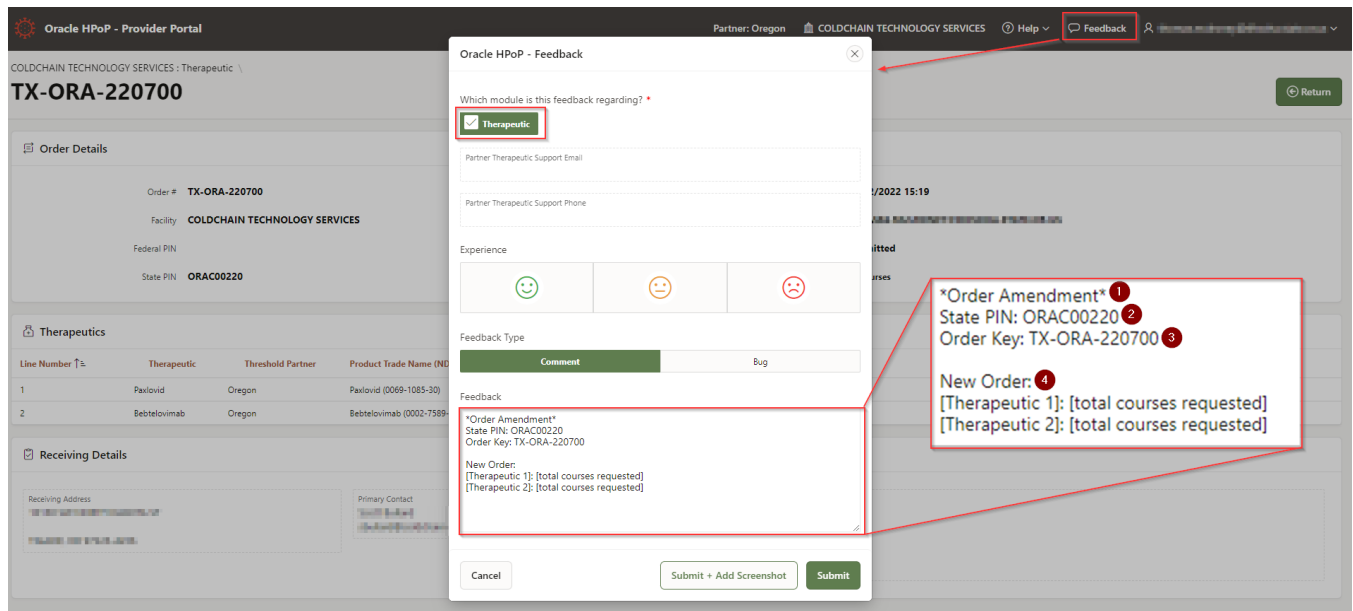 Oracle HPoP - Provider Portal
Partner: Oregon
COLDCHAIN TECHNOLOGY SERVICES
Help
Feedback
COLDCHAIN TECHNOLOGY SERVICES : Therapeutic \
TX-ORA-220700
Return
Order Details
Order # TX-ORA-220700
Facility COLDCHAIN TECHNOLOGY SERVICES
Federal PIN
State PIN ORAC00220
/2022 15:19
Therapeutics
Line Number
Therapeutic
Threshold Partner
Product Trade Name (ND
1 Paxlovid Oregon Paxlovid (0069-1085-30)
2 Bebtelovimab Oregon Bebtelovimab (0002-7589-
Receiving Details
Receiving Address
Primary Contact
Oracle HPoP - Feedback
Which module is this feedback regarding? *
Therapeutic
Partner Therapeutic Support Email
Partner Therapeutic Support Phone
Experience
Feedback Type
Comment
Bug
Feedback
*Order Amendment*
State PIN: ORAC00220
Order Key: TX-ORA-220700
New Order:
[Therapeutic 1]: [total courses requested]
[Therapeutic 2]: [total courses requested]
Cancel
Submit + Add Screenshot
Submit
*Order Amendment* 1
State PIN: ORAC00220 2
Order Key: TX-ORA-220700 3
New Order: 4
[Therapeutic 1]: [total courses requested]
[Therapeutic 2]: [total courses requested]